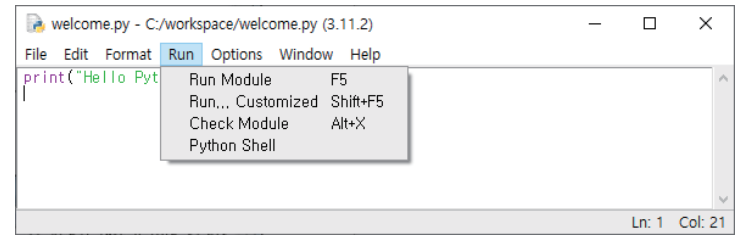 welcome.py - C:/workspace/welcome.py (3.11.2)
File Edit Format Run Options Window Help
print("Hello Pyt
Run Module F5
Run... Customized Shift+F5
Check Module Alt+X
Python Shell
Ln: 1 Col: 21